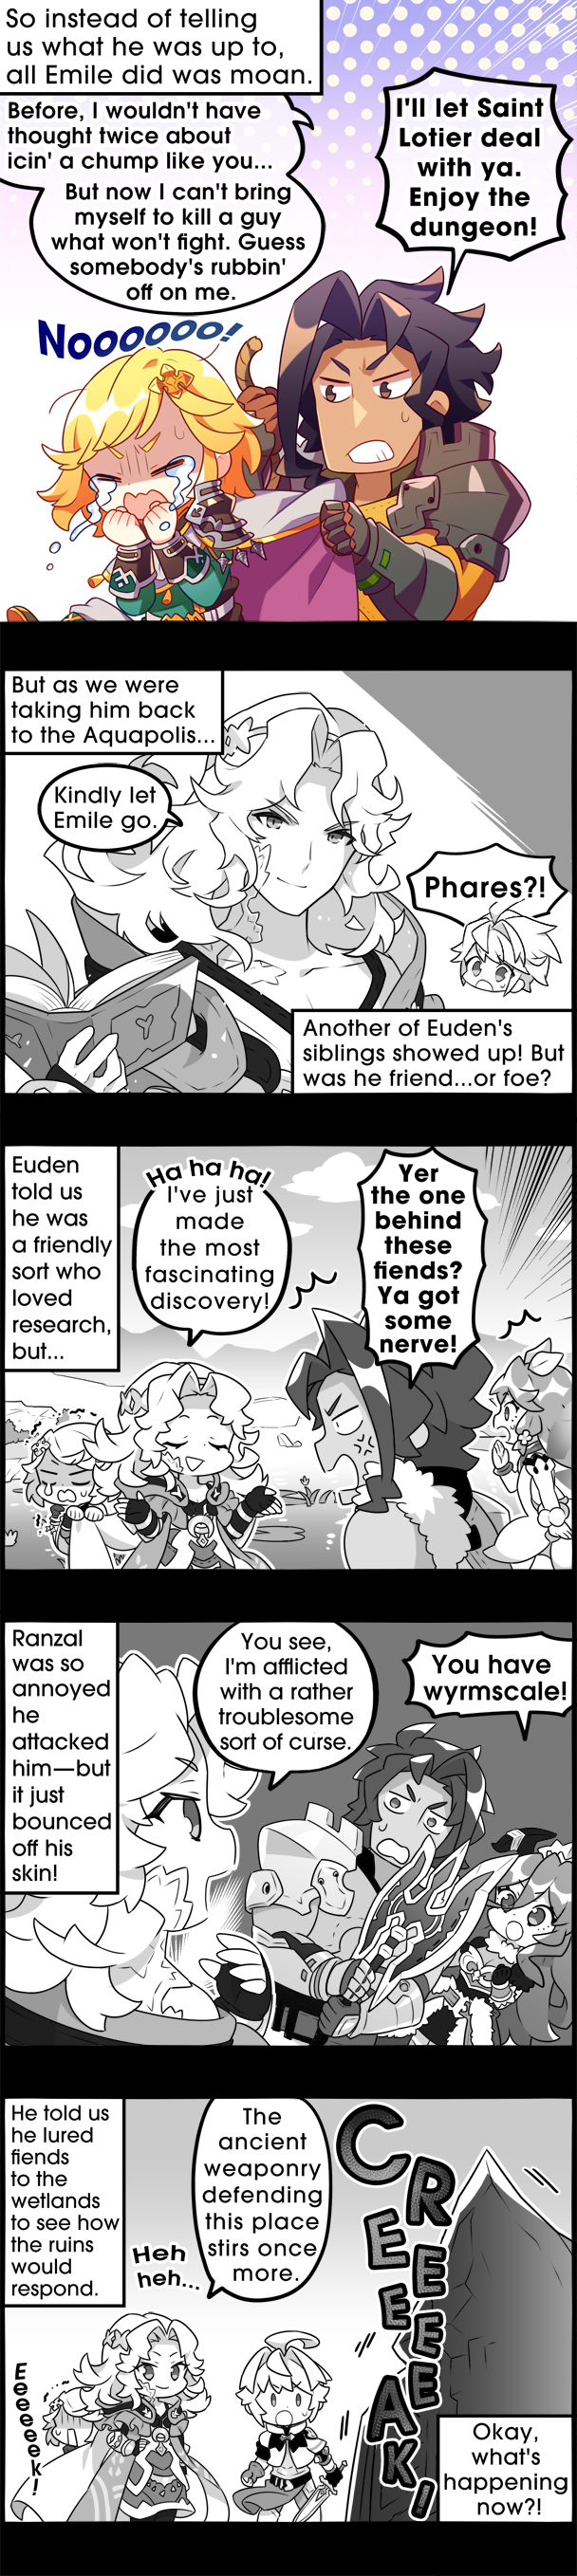 So instead of telling
us what he was up to,
all Emile did was moan.
Before, I wouldn't have
thought twice about
icin' a chump like you...
But now I can't bring
myself to kill a guy
what won't fight. Guess
somebody's rubbin'
off on me.
I'll let Saint
Lotier deal
with ya.
Enjoy the
dungeon!
Noooooo!
But as we were
taking him back
to the Aquapolis...
Kindly let
Emile go.
Phares?!
Another of Euden's
siblings showed up! But
was he friend...or foe?
Euden
told us
he was
a friendly
sort who
loved
research,
but...
Ha ha ha!
I've just
made
the most
fascinating
discovery!
Yer
the one
behind
these
fiends?
Ya got
some
nerve!
Ranzal
was so
annoyed
he
attacked
him—but
it just
bounced
off his
skin!
You see,
I'm afflicted
with a rather
troublesome
sort of curse.
You have
wyrmscale!
He told us
he lured
fiends
to the
wetlands
to see how
the ruins
would
respond.
Heh
heh...
The
ancient
weaponry
defending
this place
stirs once
more.
CREEEEEAK!
Eeeeeek!
Okay,
what's
happening
now?!